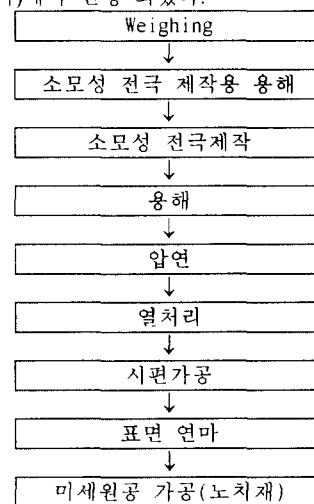 Weighing
↓
소모성 전극 제작용 용해
↓
소모성 전극제작
↓
용해
↓
압연
↓
열처리
↓
시편가공
↓
표면 연마
↓
미세원공 가공(노치재)